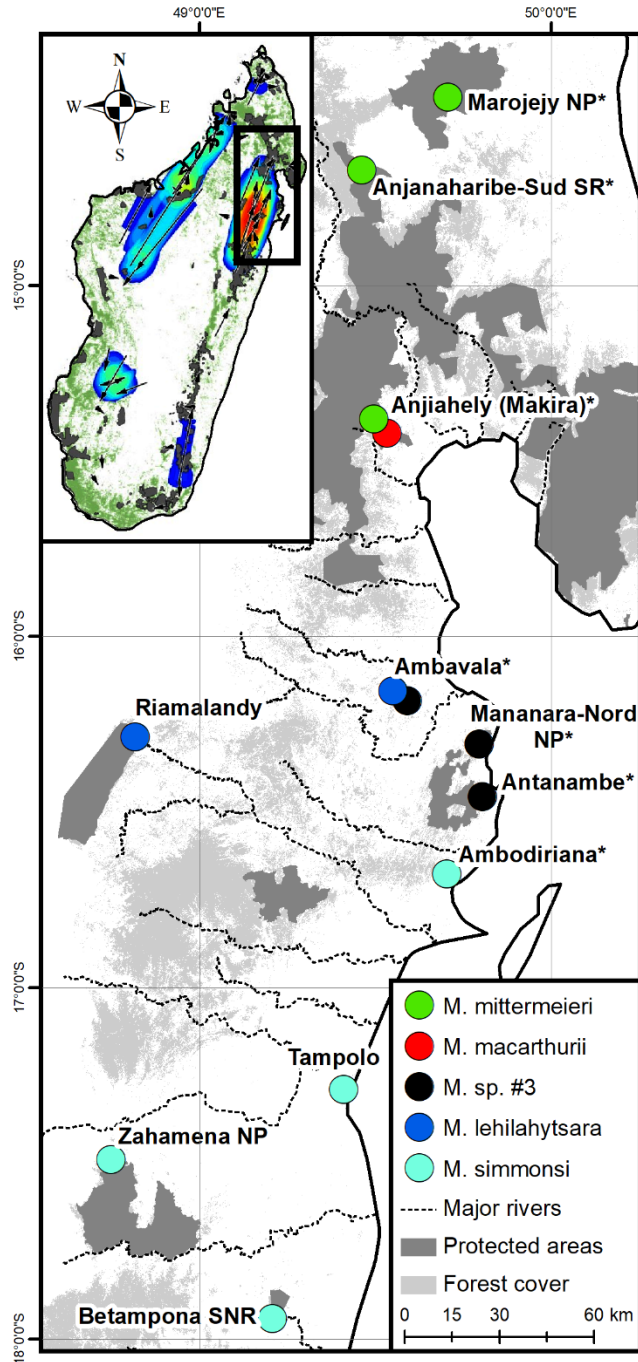 49°0'0"E
50°0'0"E
N
W
E
S
Marojejy NP*
Anjanaharibe-Sud SR*
15°0'0"S
Anjiahely (Makira)*
16°0'0"S
Ambavala*
Riamalandy
Mananara-Nord
NP*
Antanambe*
Ambodiriana*
17°0'0"S
Tampolo
Zahamena NP
Betampona SNR
18°0'0"S
M. mittermeieri
M. macarthurii
M. sp. #3
M. lehilahytsara
M. simmonsi
Major rivers
Protected areas
Forest cover
0 15 30 60 km